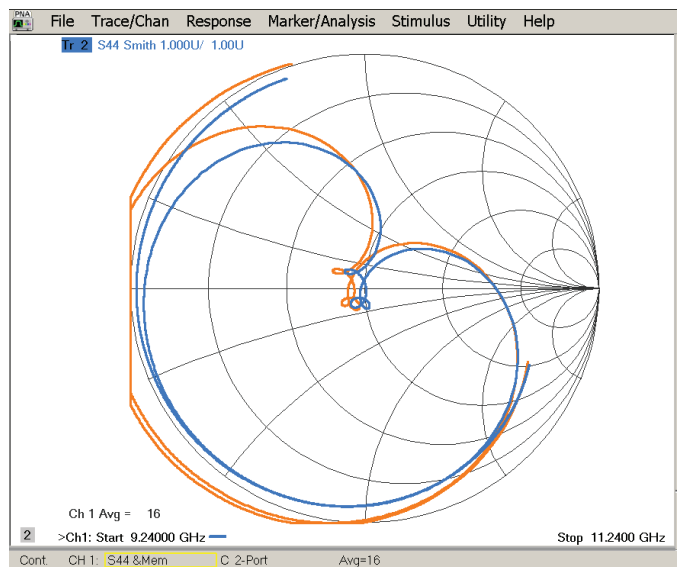 PNA
File Trace/Chan Response Marker/Analysis Stimulus Utility Help
Tr 2 S44 Smith 1.000U/ 1.00U
Ch 1 Avg = 16
2 >Ch1: Start 9.24000 GHz Stop 11.2400 GHz
Cont. CH 1: S44 &Mem C 2-Port Avg=16